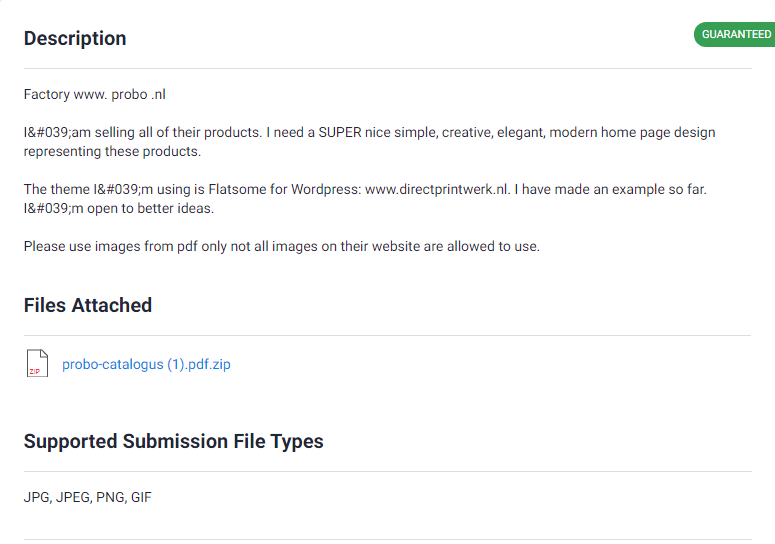 Description
GUARANTEED
Factory www. probo .nl
I&#039;am selling all of their products. I need a SUPER nice simple, creative, elegant, modern home page design
representing these products.
The theme I&#039;m using is Flatsome for Wordpress: www.directprintwerk.nl. I have made an example so far.
I&#039;m open to better ideas.
Please use images from pdf only not all images on their website are allowed to use.
Files Attached
ZIP
probo-catalogus (1).pdf.zip
Supported Submission File Types
JPG, JPEG, PNG, GIF